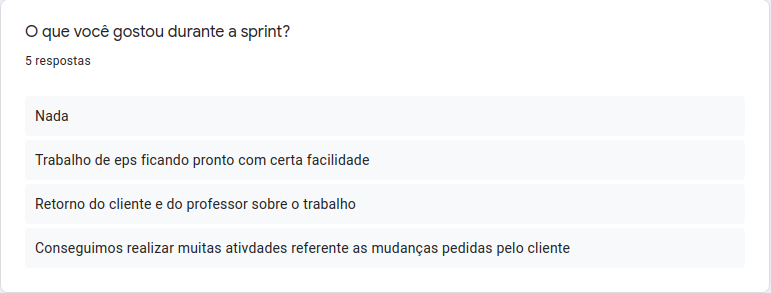 O que você gostou durante a sprint?
5 respostas
Nada
Trabalho de eps ficando pronto com certa facilidade
Retorno do cliente e do professor sobre o trabalho
Conseguimos realizar muitas ativdades referente as mudanças pedidas pelo cliente